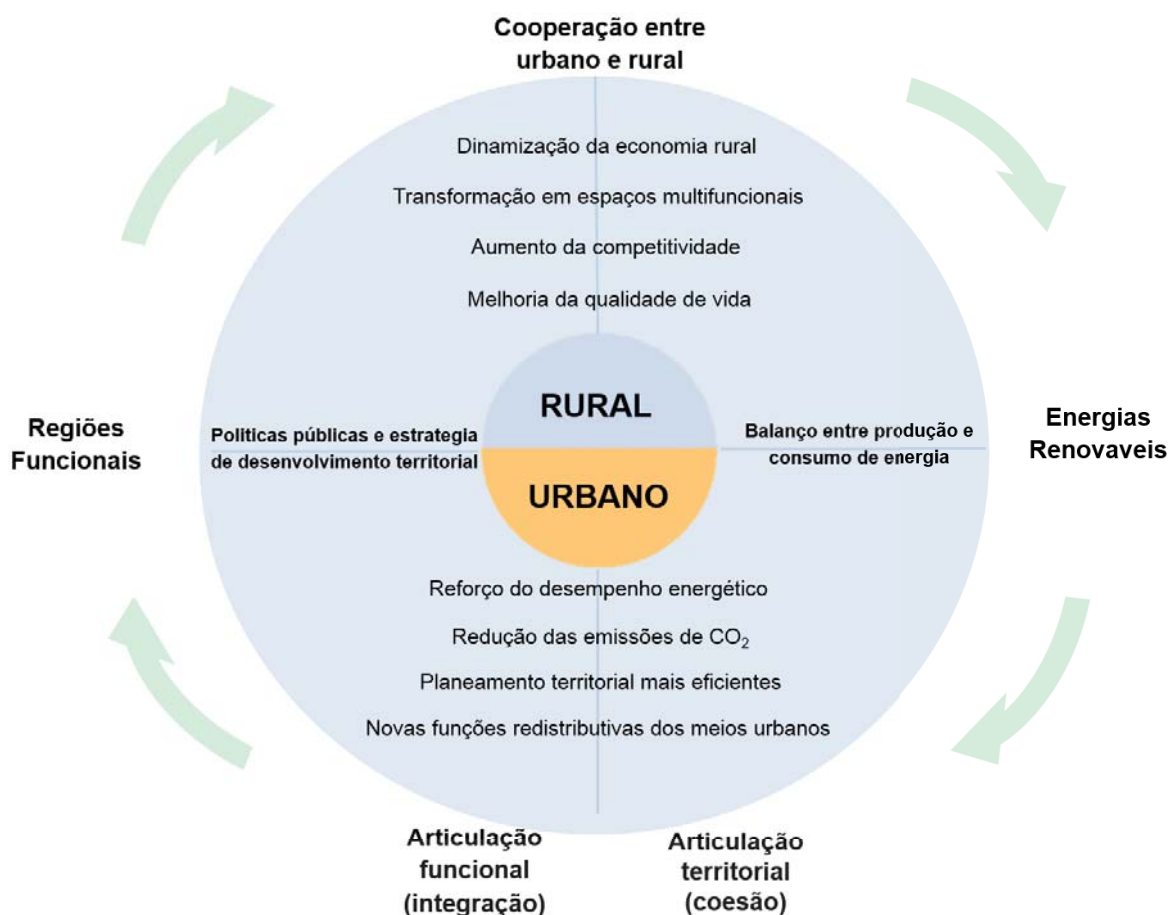 Cooperação entre
urbano e rural
Dinamização da economia rural
Transformação em espaços multifuncionais
Aumento da competitividade
Melhoria da qualidade de vida
RURAL
Regiões
Funcionais
Politicas públicas e estrategia
de desenvolvimento territorial
Balanço entre produção e
consumo de energia
Energias
Renovaveis
URBANO
Reforço do desempenho energético
Redução das emissões de CO₂
Planeamento territorial mais eficientes
Novas funções redistributivas dos meios urbanos
Articulação
funcional
(integração)
Articulação
territorial
(coesão)